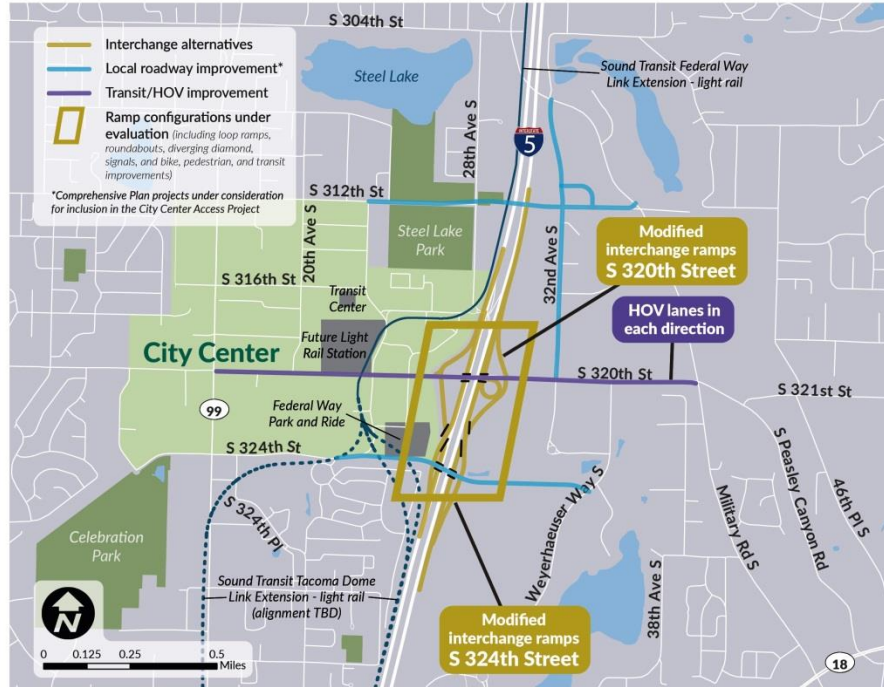 S 304th St
Interchange alternatives
Local roadway improvement*
Transit/HOV improvement
Ramp configurations under
evaluation (including loop ramps,
roundabouts, diverging diamond,
signals, and bike, pedestrian, and transit
improvements)
*Comprehensive Plan projects under consideration
for inclusion in the City Center Access Project
Steel Lake
28th Ave S
Sound Transit Federal Way
Link Extension - light rail
INTERSTATE
5
S 312th St
20th Ave S
Steel Lake
Park
32nd Ave S
Modified
interchange ramps
S 320th Street
S 316th St
Transit
Center
HOV lanes in
each direction
Future Light
Rail Station
City Center
S 320th St
S 321st St
99
Federal Way
Park and Ride
S 324th St
S 324th Pl
Celebration
Park
Weyerhaeuser Way S
Military Rd S
S Peasley Canyon Rd
46th Pl S
38th Ave S
Sound Transit Tacoma Dome
Link Extension - light rail
(alignment TBD)
Modified
interchange ramps
S 324th Street
N
0 0.125 0.25 0.5
Miles
18